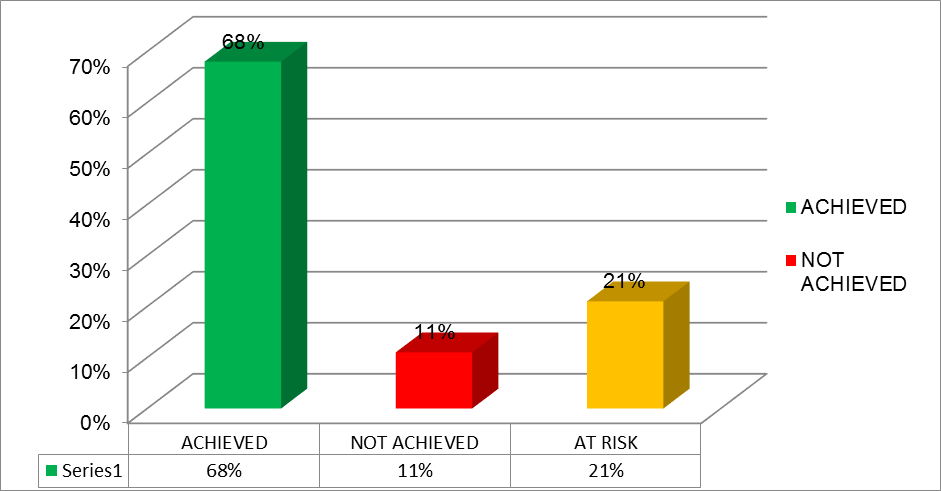 68%
70%
60%
50%
40%
30%
20%
10%
0%
11%
21%
ACHIEVED
NOT
ACHIEVED
ACHIEVED NOT ACHIEVED AT RISK
Series1 68% 11% 21%